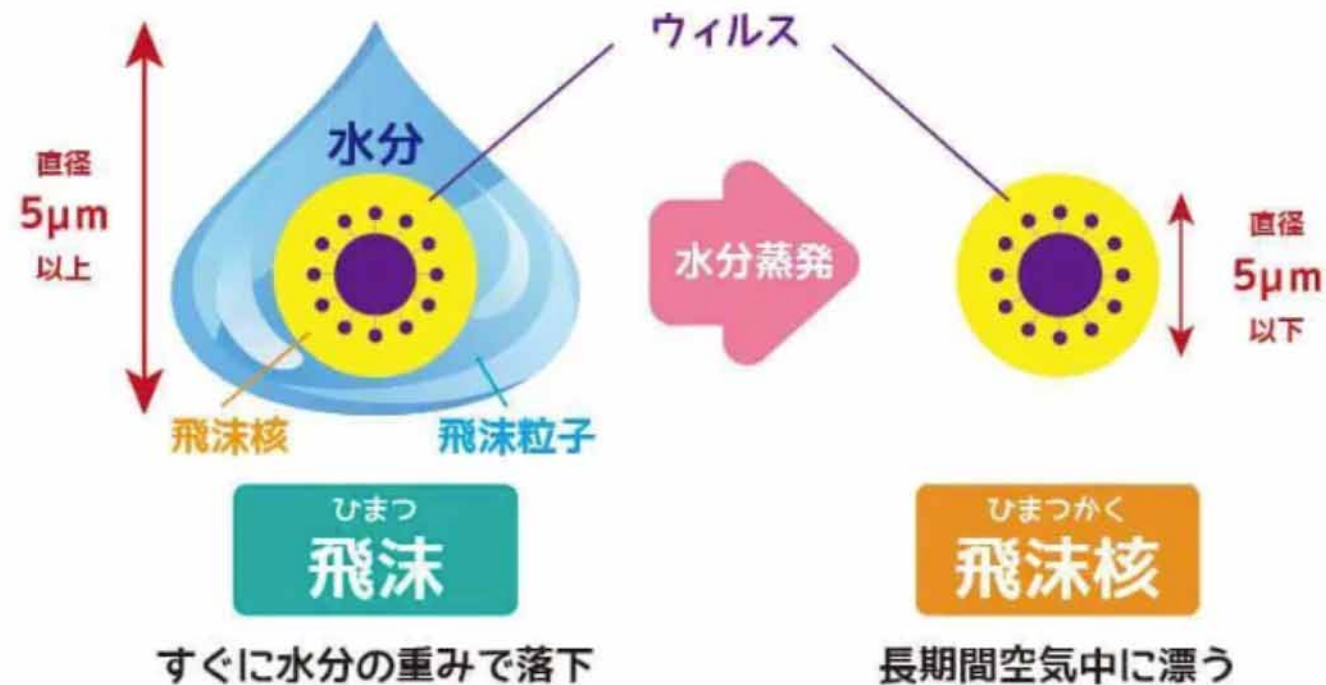 ウィルス
水分
直径
5μm
以上
水分蒸発
直径
5μm
以下
飛沫核
飛沫粒子
ひまつ
飛沫
ひまつかく
飛沫核
すぐに水分の重みで落下
長期間空気中に漂う